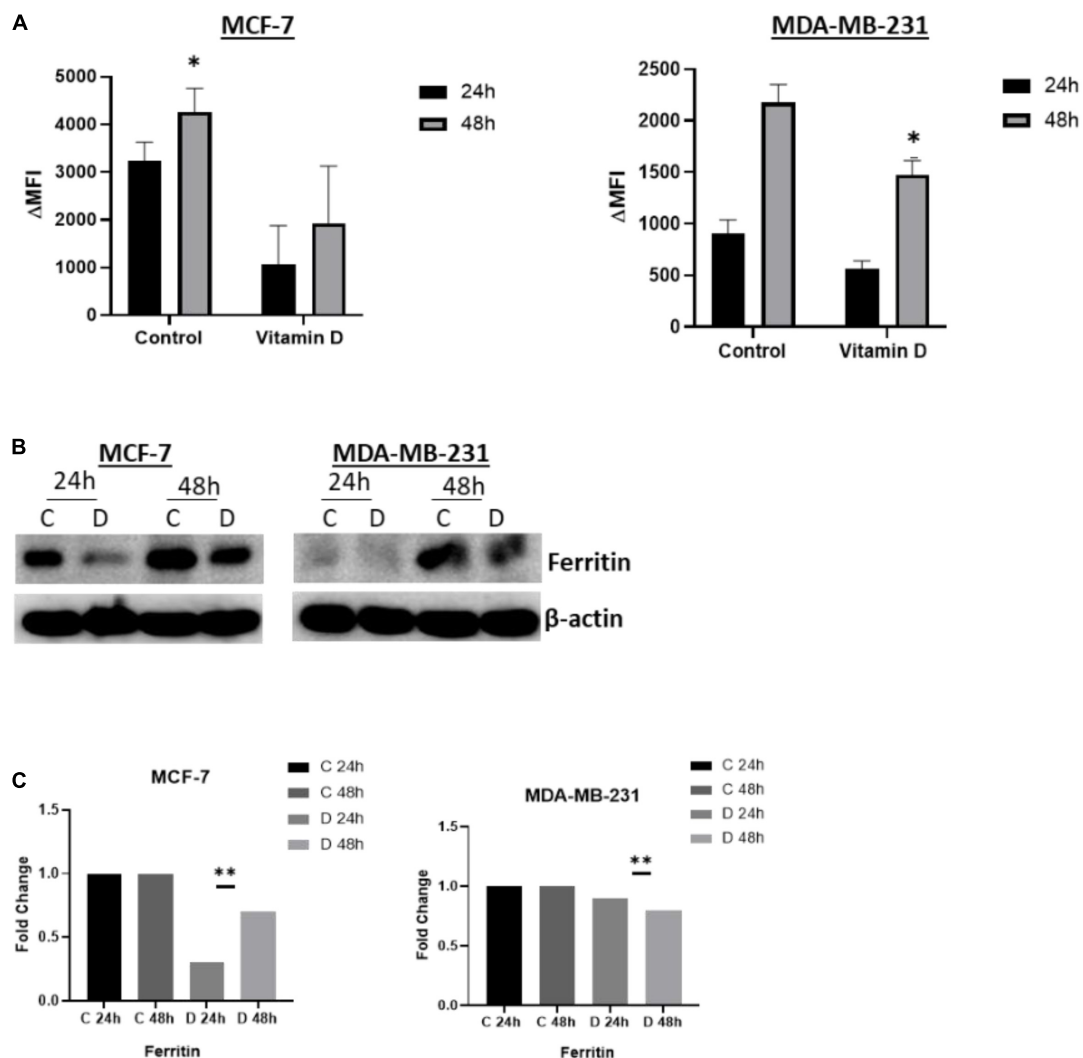 A
MCF-7
*
5000
4000
3000
2000
1000
0
ΔMFI
Control
Vitamin D
24h
48h
MDA-MB-231
2500
2000
1500
1000
500
0
ΔMFI
*
Control
Vitamin D
24h
48h
B
MCF-7
24h
48h
C
D
C
D
MDA-MB-231
24h
48h
C
D
C
D
Ferritin
β-actin
C
MCF-7
C 24h
C 48h
D 24h
D 48h
1.5
1.0
0.5
0.0
Fold Change
**
C 24h
C 48h
D 24h
D 48h
Ferritin
MDA-MB-231
C 24h
C 48h
D 24h
D 48h
1.5
1.0
0.5
0.0
Fold Change
**
C 24h
C 48h
D 24h
D 48h
Ferritin